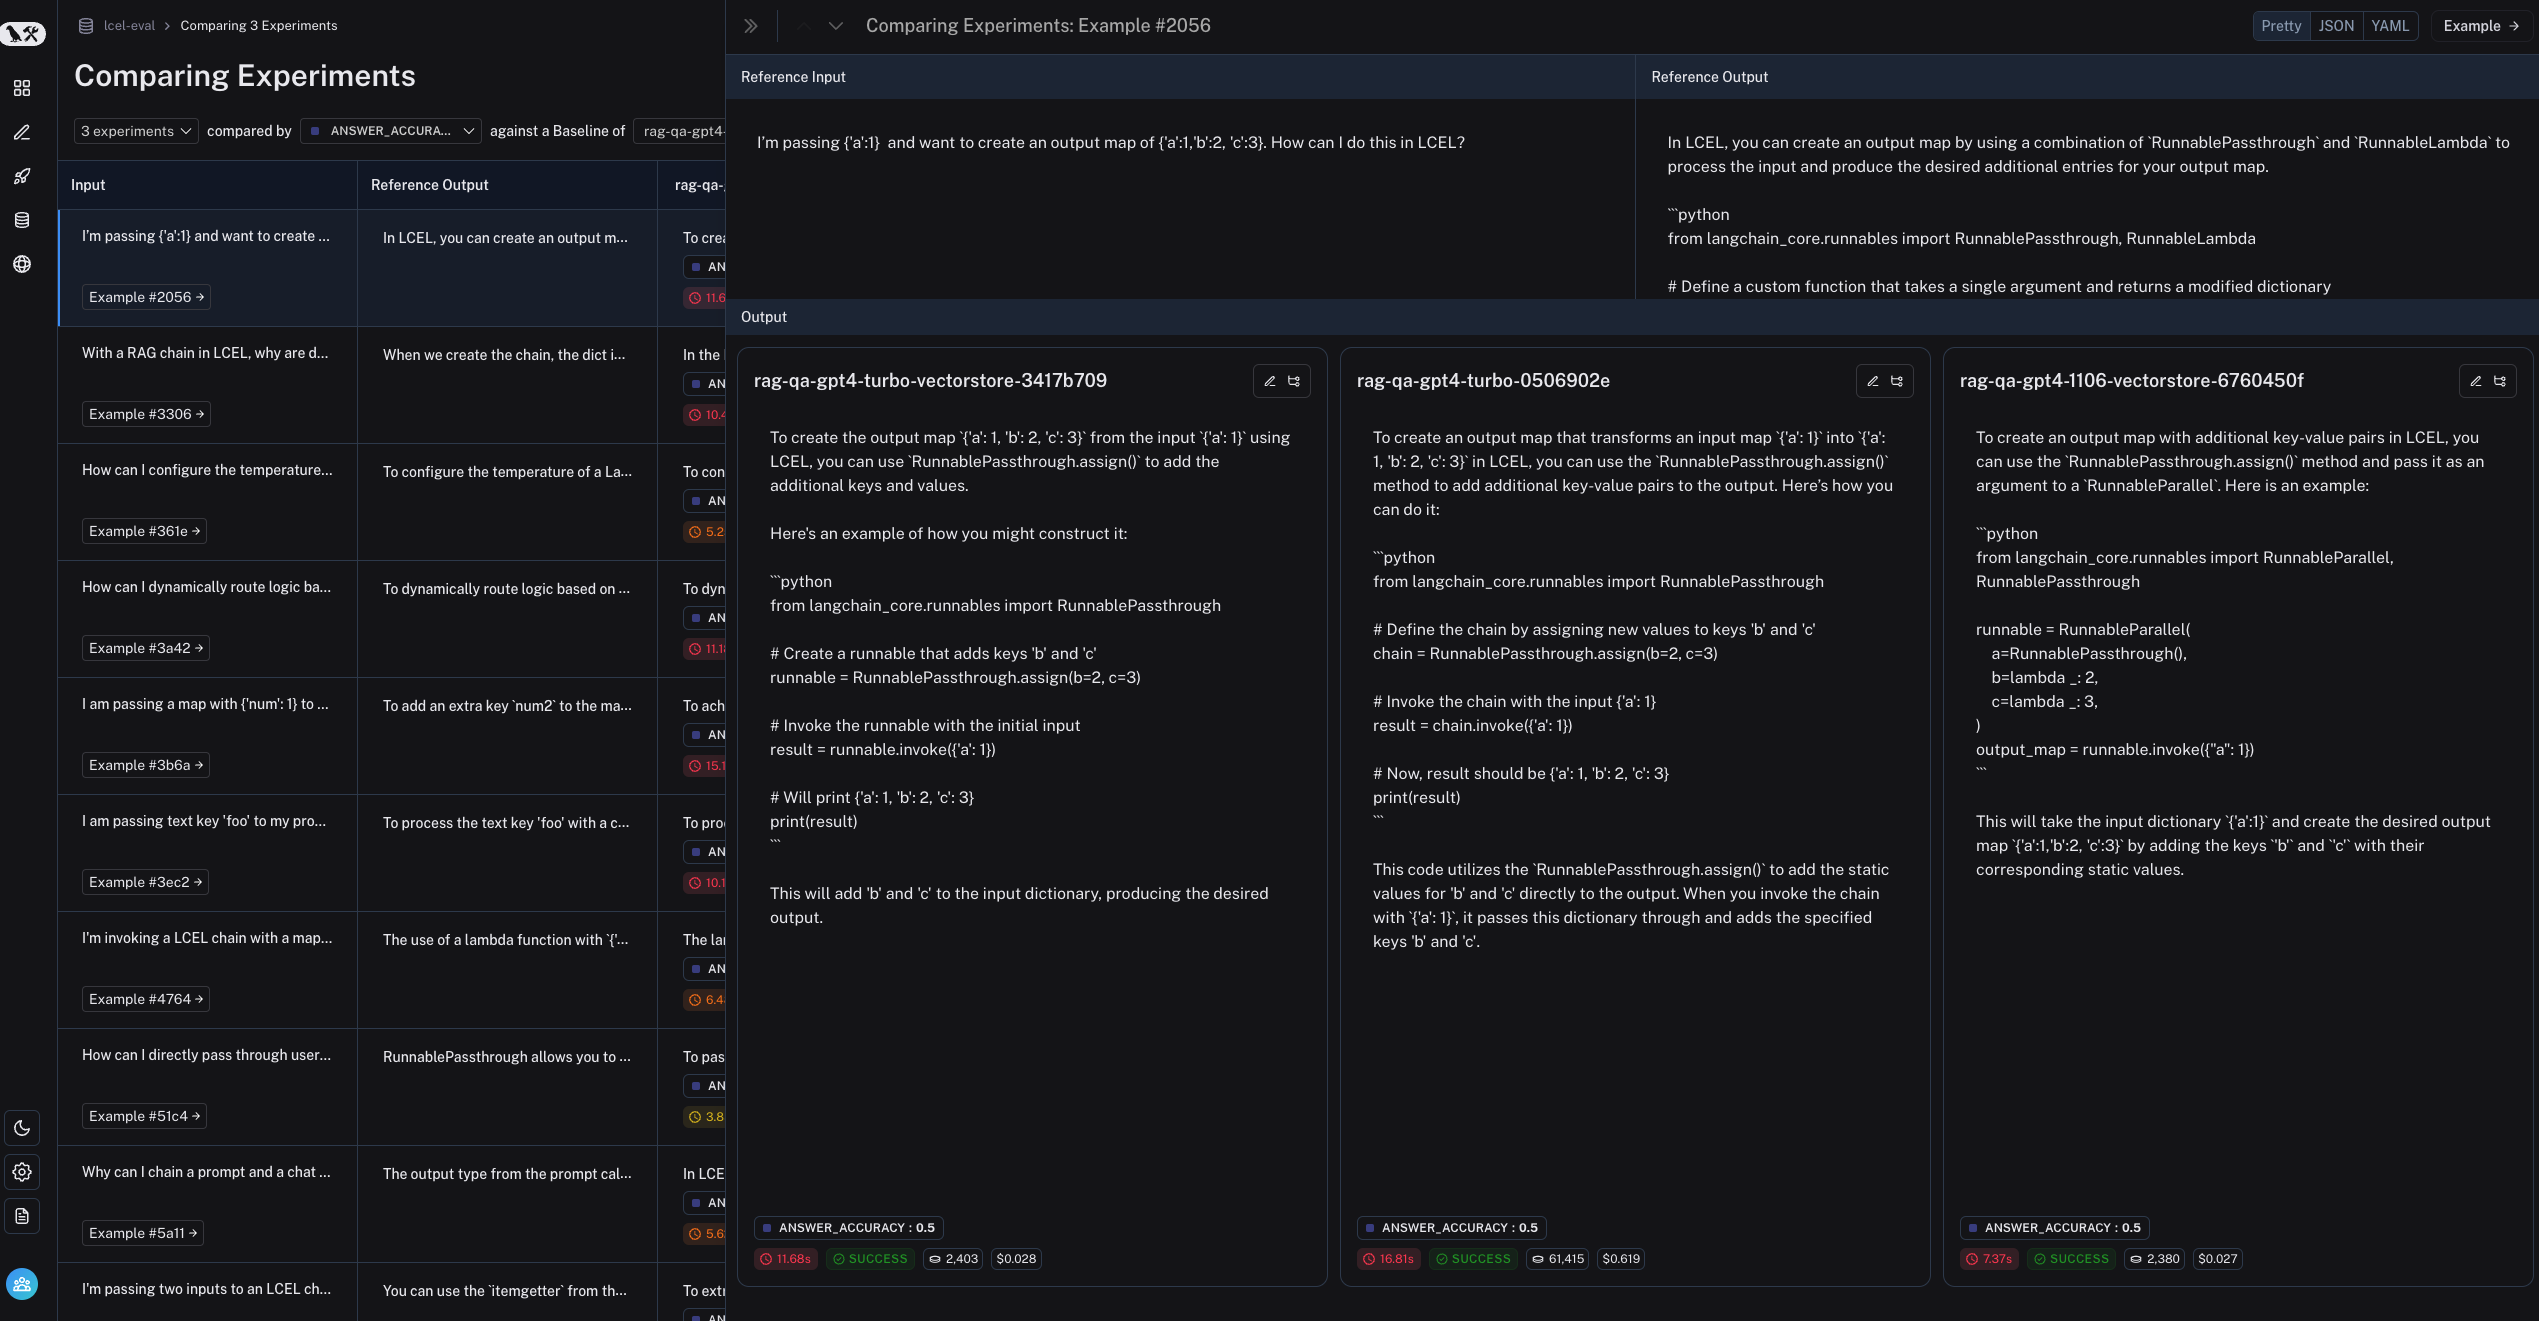 lcel-eval > Comparing 3 Experiments
Comparing Experiments
3 experiments compared by ANSWER_ACCURA... against a Baseline of rag-qa-gpt4-
Input Reference Output rag-qa-
I'm passing {'a':1} and want to create ... In LCEL, you can create an output m... To crea
AN
Example #2056 → 11.6
With a RAG chain in LCEL, why are d... When we create the chain, the dict i... In the
AN
Example #3306 → 10.4
How can I configure the temperature... To configure the temperature of a La... To con
AN
Example #361e → 5.2
How can I dynamically route logic ba... To dynamically route logic based on ... To dyn
AN
Example #3a42 → 11.1
I am passing a map with {'num': 1} to ... To add an extra key `num2` to the ma... To ach
AN
Example #3b6a → 15.1
I am passing text key 'foo' to my pro... To process the text key 'foo' with a c... To pro
AN
Example #3ec2 → 10.1
I'm invoking a LCEL chain with a map... The use of a lambda function with `{'... The la
AN
Example #4764 → 6.4
How can I directly pass through user... RunnablePassthrough allows you to ... To pas
AN
Example #51c4 → 3.8
Why can I chain a prompt and a chat ... The output type from the prompt cal... In LCE
AN
Example #5a11 → 5.6
I'm passing two inputs to an LCEL ch... You can use the `itemgetter` from th... To extr
AN
Comparing Experiments: Example #2056
Pretty JSON YAML Example →
Reference Input
I'm passing {'a':1}  and want to create an output map of {'a':1,'b':2, 'c':3}. How can I do this in LCEL?
Reference Output
In LCEL, you can create an output map by using a combination of `RunnablePassthrough` and `RunnableLambda` to
process the input and produce the desired additional entries for your output map.
```python
from langchain_core.runnables import RunnablePassthrough, RunnableLambda
# Define a custom function that takes a single argument and returns a modified dictionary
Output
rag-qa-gpt4-turbo-vectorstore-3417b709
To create the output map `{'a': 1, 'b': 2, 'c': 3}` from the input `{'a': 1}` using
LCEL, you can use `RunnablePassthrough.assign()` to add the
additional keys and values.
Here's an example of how you might construct it:
```python
from langchain_core.runnables import RunnablePassthrough
# Create a runnable that adds keys 'b' and 'c'
runnable = RunnablePassthrough.assign(b=2, c=3)
# Invoke the runnable with the initial input
result = runnable.invoke({'a': 1})
# Will print {'a': 1, 'b': 2, 'c': 3}
print(result)
```
This will add 'b' and 'c' to the input dictionary, producing the desired
output.
ANSWER_ACCURACY : 0.5
11.68s SUCCESS 2,403 $0.028
rag-qa-gpt4-turbo-0506902e
To create an output map that transforms an input map `{'a': 1}` into `{'a':
1, 'b': 2, 'c': 3}` in LCEL, you can use the `RunnablePassthrough.assign()`
method to add additional key-value pairs to the output. Here's how you
can do it:
```python
from langchain_core.runnables import RunnablePassthrough
# Define the chain by assigning new values to keys 'b' and 'c'
chain = RunnablePassthrough.assign(b=2, c=3)
# Invoke the chain with the input {'a': 1}
result = chain.invoke({'a': 1})
# Now, result should be {'a': 1, 'b': 2, 'c': 3}
print(result)
```
This code utilizes the `RunnablePassthrough.assign()` to add the static
values for 'b' and 'c' directly to the output. When you invoke the chain
with `{'a': 1}`, it passes this dictionary through and adds the specified
keys 'b' and 'c'.
ANSWER_ACCURACY : 0.5
16.81s SUCCESS 61,415 $0.619
rag-qa-gpt4-1106-vectorstore-6760450f
To create an output map with additional key-value pairs in LCEL, you
can use the `RunnablePassthrough.assign()` method and pass it as an
argument to a `RunnableParallel`. Here is an example:
```python
from langchain_core.runnables import RunnableParallel,
RunnablePassthrough
runnable = RunnableParallel(
    a=RunnablePassthrough(),
    b=lambda _: 2,
    c=lambda _: 3,
)
output_map = runnable.invoke({"a": 1})
```
This will take the input dictionary `{'a':1}` and create the desired output
map `{'a':1,'b':2, 'c':3}` by adding the keys `'b'` and `'c'` with their
corresponding static values.
ANSWER_ACCURACY : 0.5
7.37s SUCCESS 2,380 $0.027